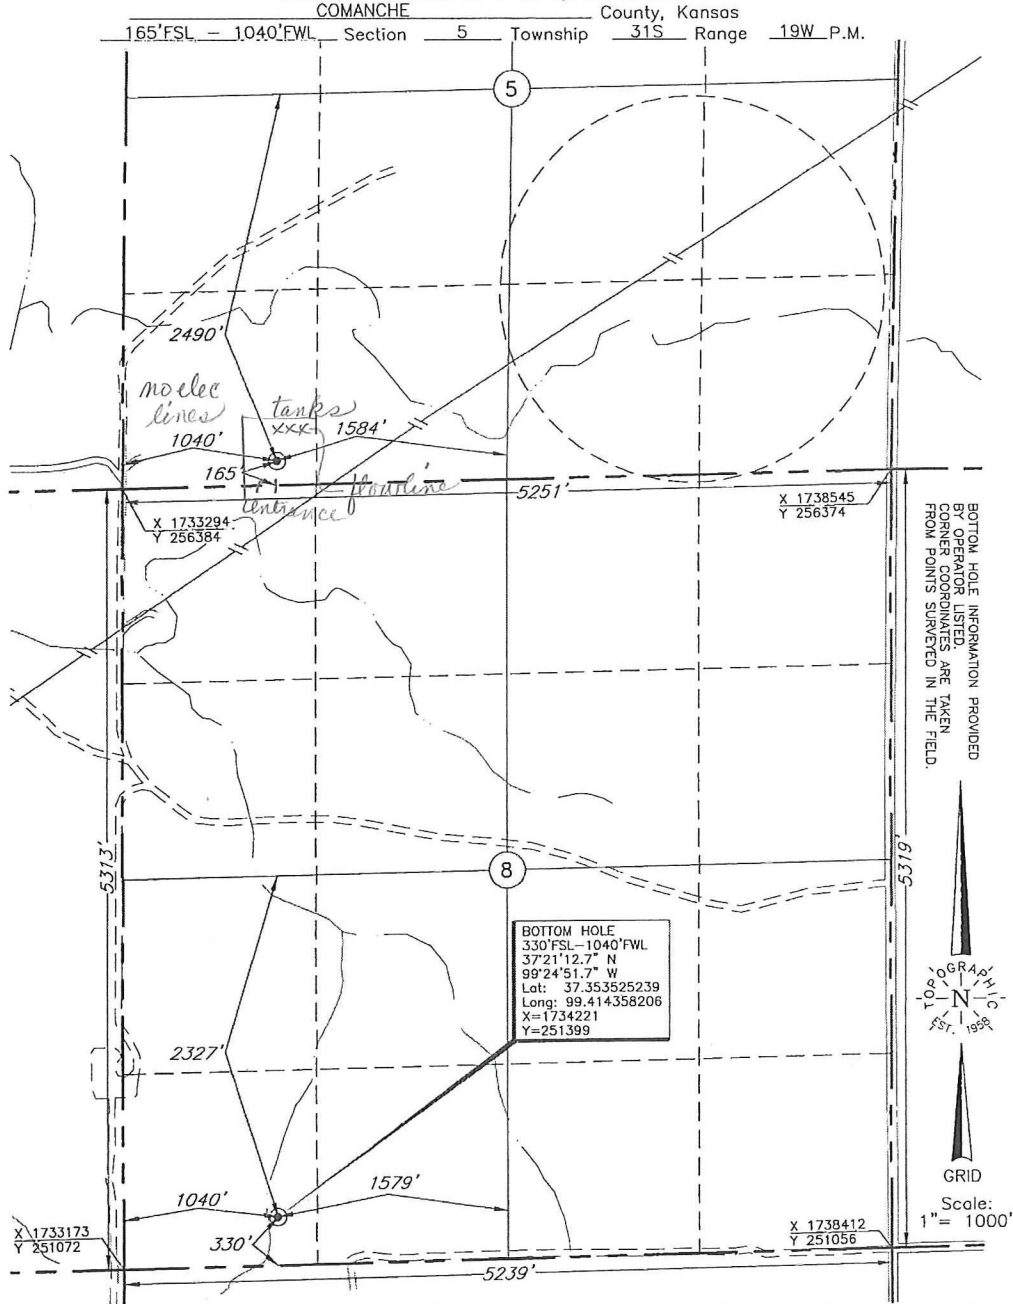 COMANCHE County, Kansas
165'FSL - 1040'FWL Section 5 Township 31S Range 19W P.M.
5
2490'
no elec
lines
tanks
xxx
1040'
1584'
165'
flowline
entrance
5251'
X 1733294
Y 256384
X 1738545
Y 256374
BOTTOM HOLE INFORMATION PROVIDED
BY OPERATOR LISTED.
CORNER COORDINATES ARE TAKEN
FROM POINTS SURVEYED IN THE FIELD.
5313'
5319'
8
BOTTOM HOLE
330'FSL-1040'FWL
37°21'12.7" N
99°24'51.7" W
Lat: 37.353525239
Long: 99.414358206
X=1734221
Y=251399
TOPOGRAPHIC
N
EST. 1958
2327'
GRID
Scale:
1"= 1000'
1040'
1579'
330'
X 1733173
Y 251072
X 1738412
Y 251056
5239'